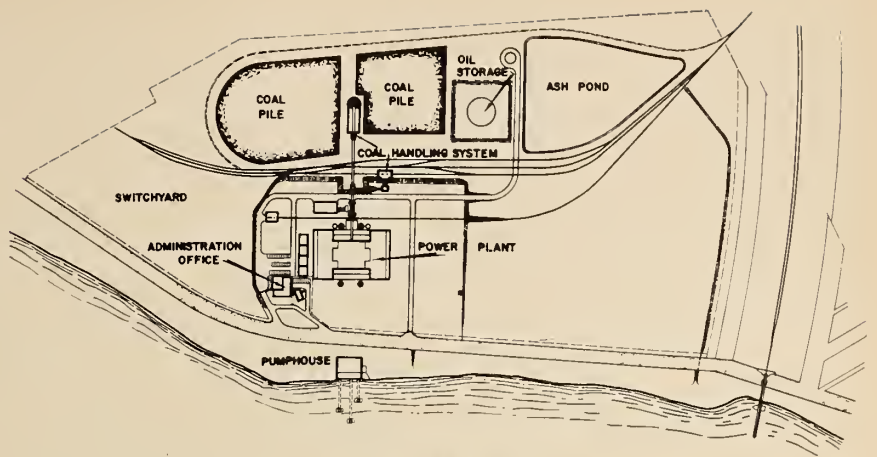 COAL
PILE
COAL
PILE
OIL
STORAGE
ASH POND
COAL HANDLING SYSTEM
SWITCHYARD
ADMINISTRATION
OFFICE
POWER PLANT
PUMPHOUSE